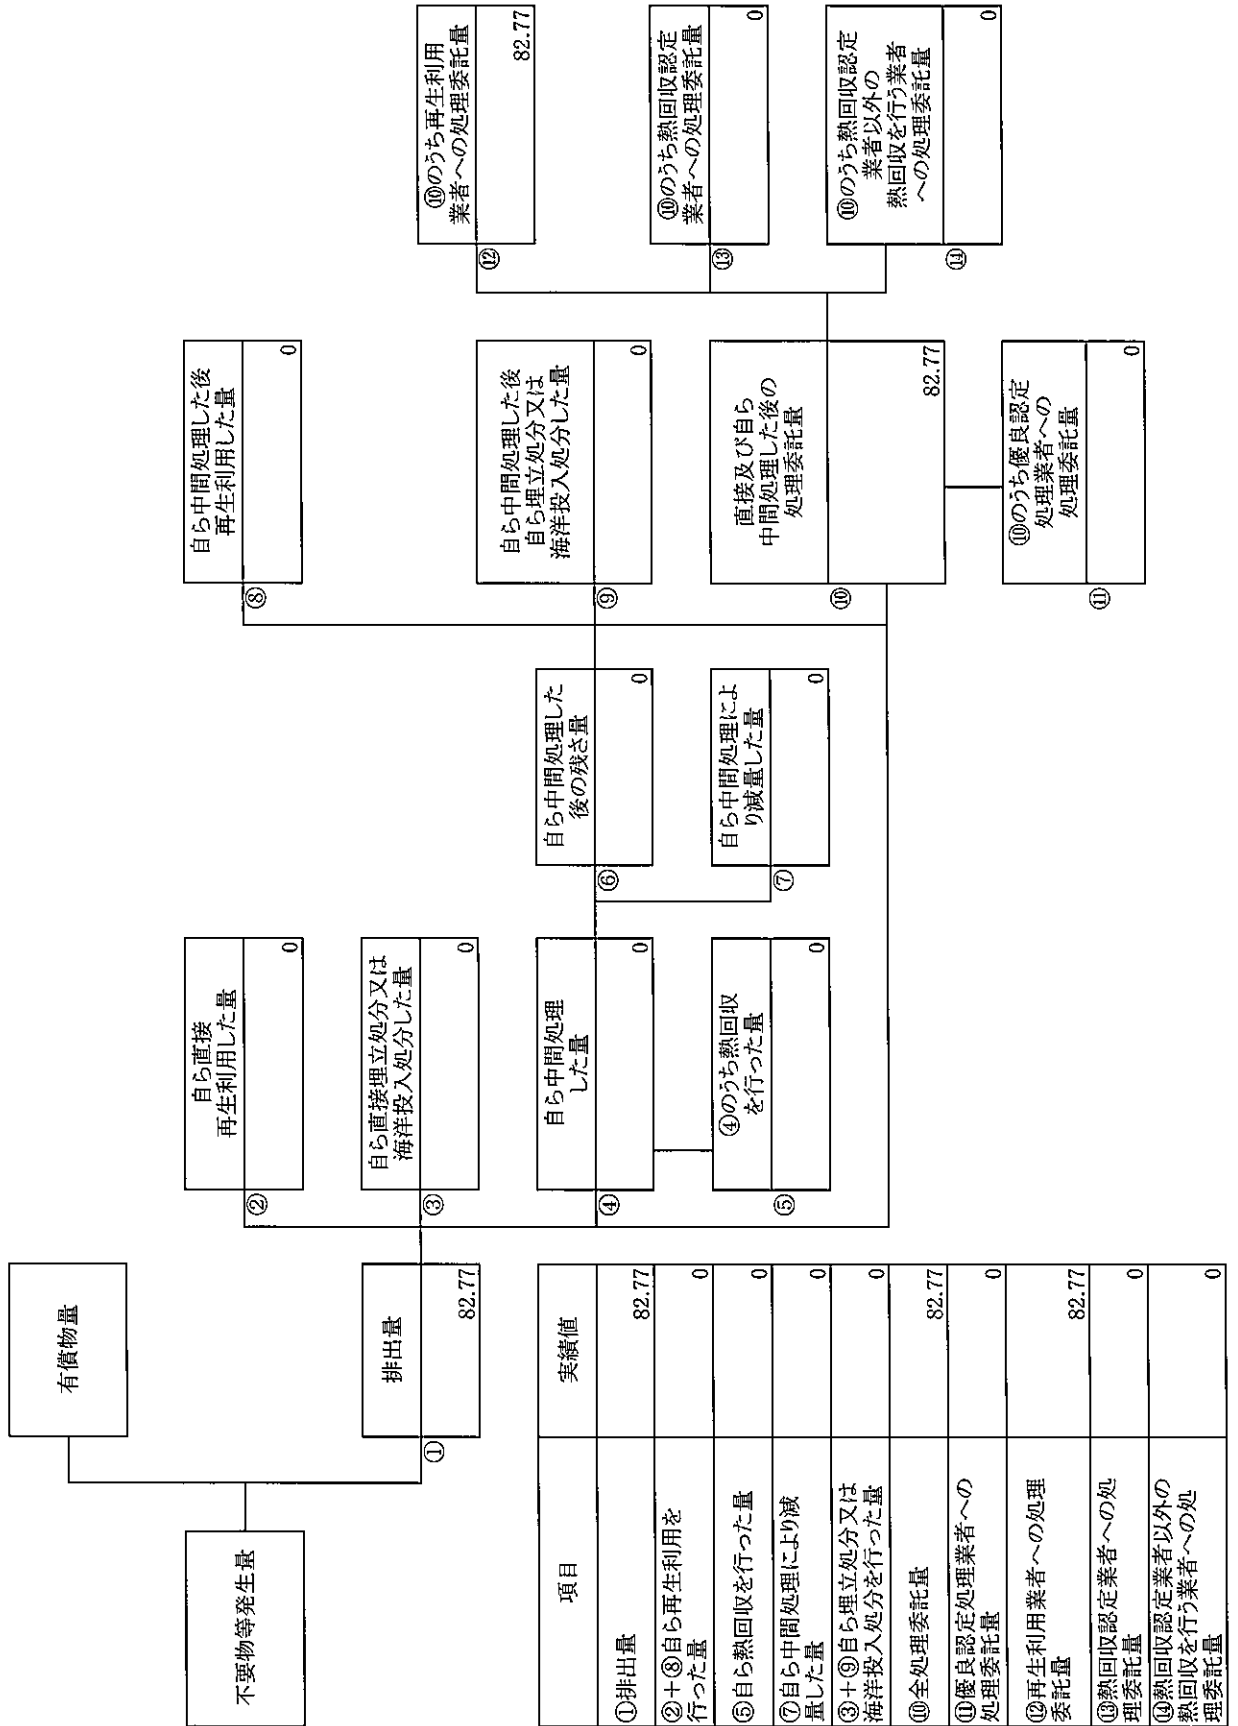 不要物等発生量
有償物量
排出量
①
82.77
自ら直接
再生利用した量
②
0
自ら直接埋立処分又は
海洋投入処分した量
③
0
自ら中間処理
した量
④
0
④のうち熱回収
を行った量
⑤
0
自ら中間処理した
後の残さ量
⑥
0
自ら中間処理によ
り減量した量
⑦
0
自ら中間処理した後
再生利用した量
⑧
0
自ら中間処理した後
自ら埋立処分又は
海洋投入処分した量
⑨
0
直接及び自ら
中間処理した後の
処理委託量
⑩
82.77
⑩のうち優良認定
処理業者への
処理委託量
⑪
0
⑩のうち再生利用
業者への処理委託量
⑫
82.77
⑩のうち熱回収認定
業者への処理委託量
⑬
0
⑩のうち熱回収認定
業者以外の
熱回収を行う業者
への処理委託量
⑭
0
項目 実績値
①排出量 82.77
②+⑧自ら再生利用を
行った量 0
⑤自ら熱回収を行った量 0
⑦自ら中間処理により減
量した量 0
③+⑨自ら埋立処分又は
海洋投入処分を行った量 0
⑩全処理委託量 82.77
⑪優良認定処理業者への
処理委託量 0
⑫再生利用業者への処理
委託量 82.77
⑬熱回収認定業者への処
理委託量 0
⑭熱回収認定業者以外の
熱回収を行う業者への処
理委託量 0